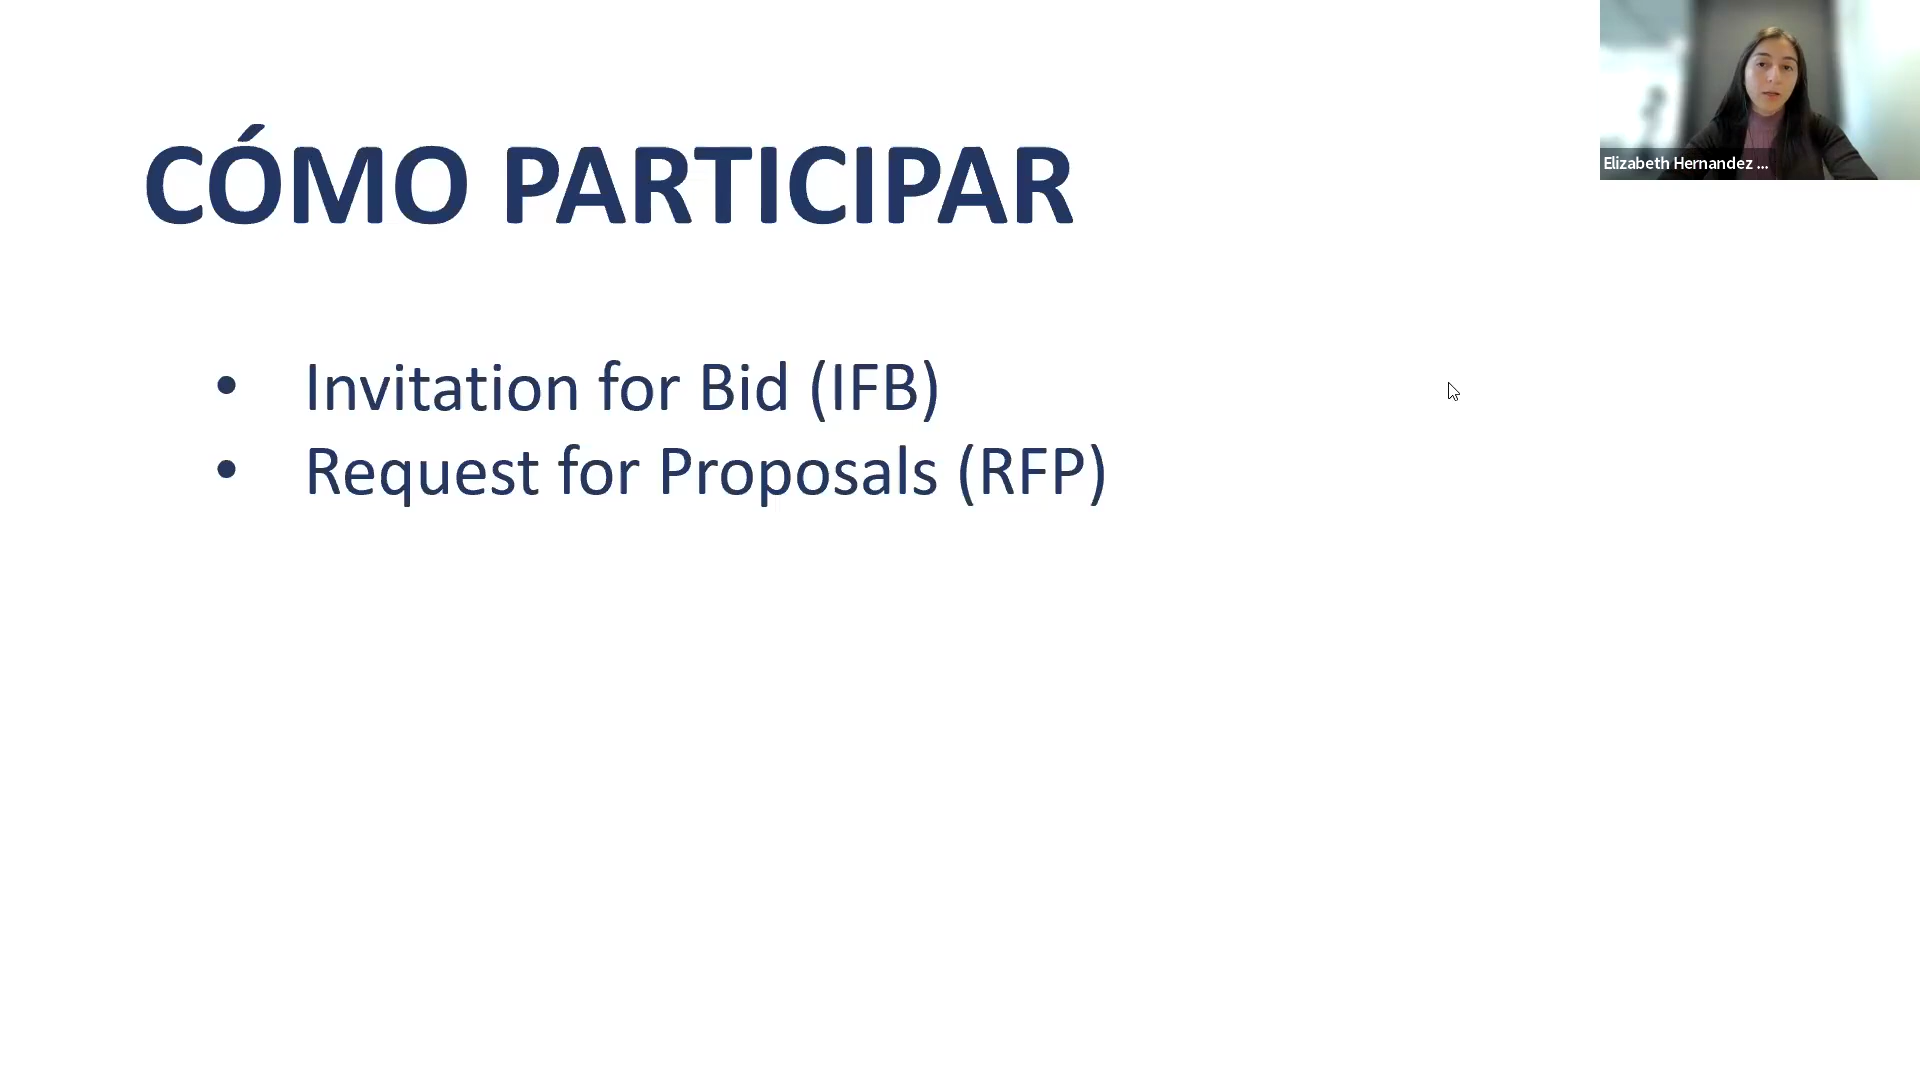 CÓMO PARTICIPAR
• Invitation for Bid (IFB)
• Request for Proposals (RFP)
Elizabeth Hernandez ...